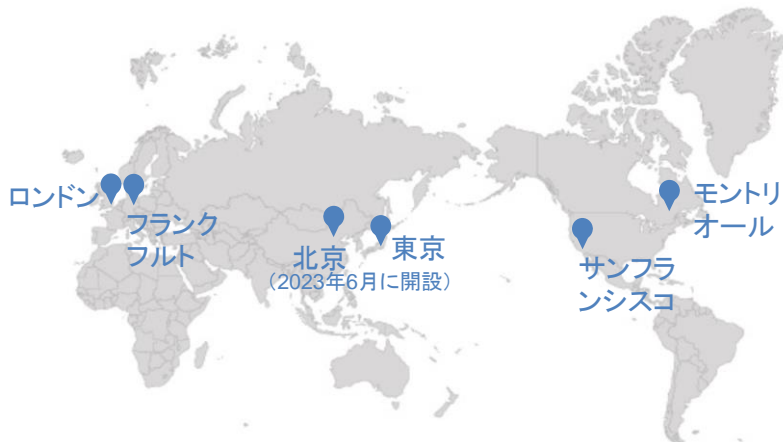 ロンドン
フランク
フルト
北京
（2023年6月に開設）
東京
サンフラ
ンシスコ
モントリ
オール